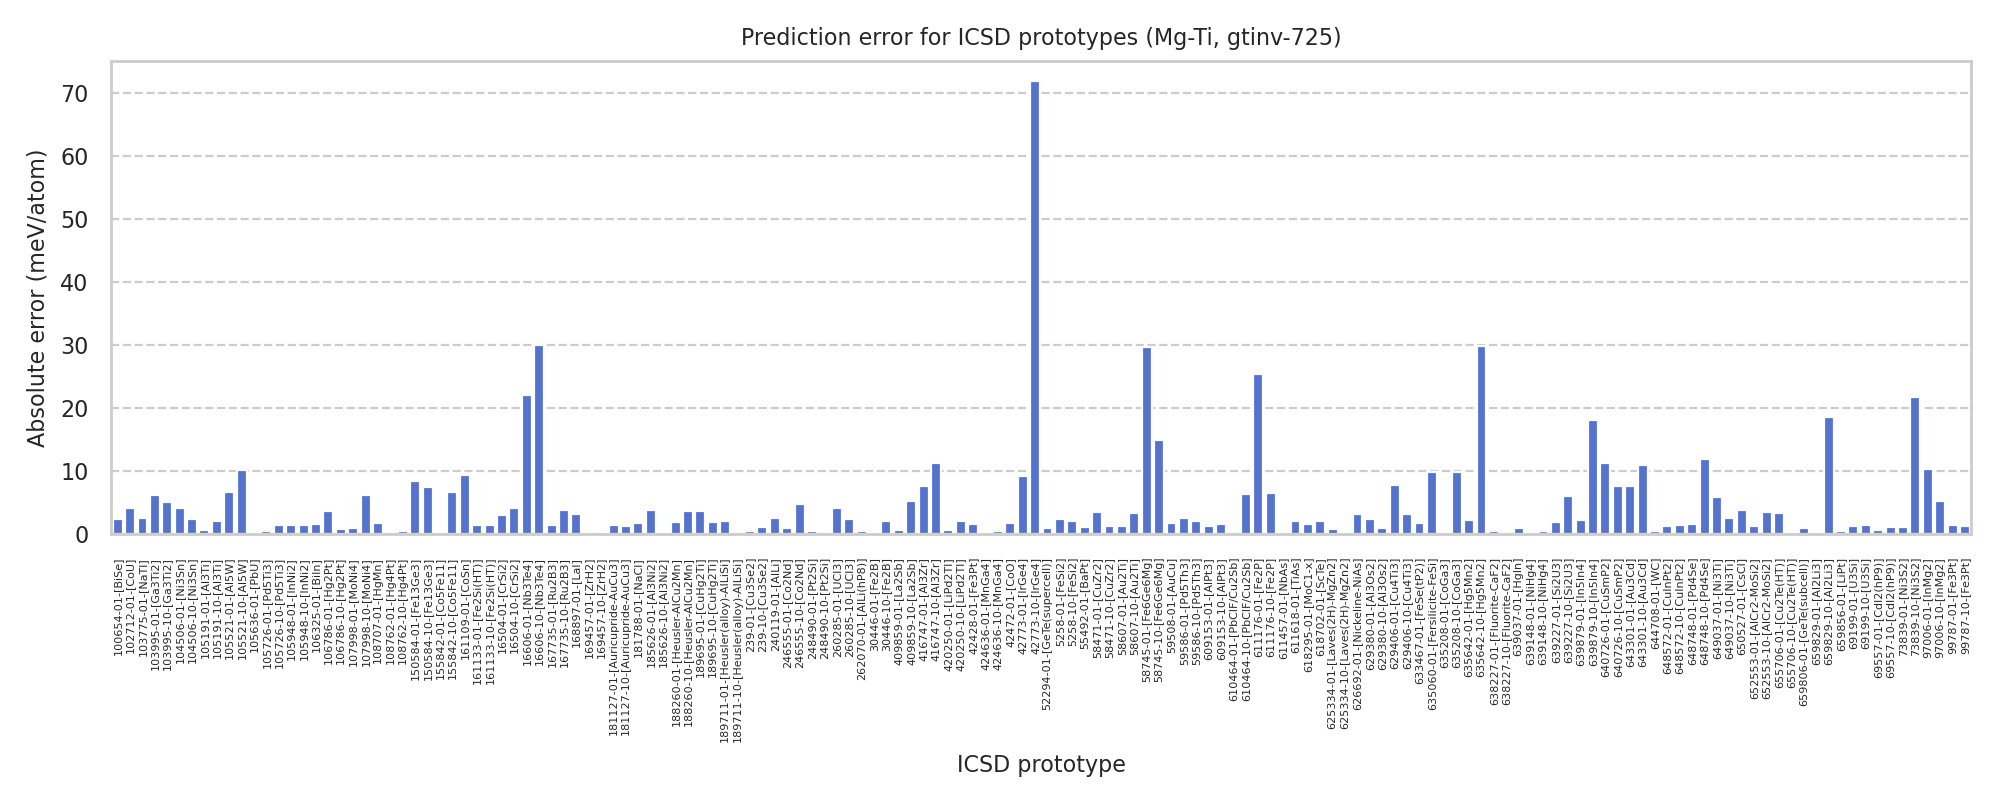 Prediction error for ICSD prototypes (Mg-Ti, gtinv-725)
Absolute error (meV/atom)
70
60
50
40
30
20
10
0
100654-01-[BiSe]
102712-01-[CoU]
103775-01-[NaTl]
103995-01-[Ga3Ti2]
103995-10-[Ga3Ti2]
104506-01-[Ni3Sn]
104506-10-[Ni3Sn]
105191-01-[Al3Ti]
105191-10-[Al3Ti]
105521-01-[Al5W]
105521-10-[Al5W]
105636-01-[PbU]
105726-01-[Pd5Ti3]
105726-10-[Pd5Ti3]
105948-01-[InNi2]
105948-10-[InNi2]
106325-01-[BiIn]
106786-01-[Hg2Pt]
106786-10-[Hg2Pt]
107998-01-[MoNi4]
107998-10-[MoNi4]
108707-01-[HgMn]
108762-01-[Hg4Pt]
108762-10-[Hg4Pt]
150584-01-[Fe13Ge3]
150584-10-[Fe13Ge3]
155842-01-[Co5Fe11]
155842-10-[Co5Fe11]
161109-01-[CoSn]
161133-01-[Fe2Si(HT)]
161133-10-[Fe2Si(HT)]
16504-01-[CrSi2]
16504-10-[CrSi2]
16606-01-[Nb3Te4]
16606-10-[Nb3Te4]
167735-01-[Ru2B3]
167735-10-[Ru2B3]
168897-01-[LaI]
169457-01-[ZrH2]
169457-10-[ZrH2]
181127-01-[Auricupride-AuCu3]
181127-10-[Auricupride-AuCu3]
181788-01-[NaCl]
185626-01-[Al3Ni2]
185626-10-[Al3Ni2]
188260-01-[Heusler-AlCu2Mn]
188260-10-[Heusler-AlCu2Mn]
189695-01-[CuHg2Ti]
189695-10-[CuHg2Ti]
189711-01-[Heusler(alloy)-AlLiSi]
189711-10-[Heusler(alloy)-AlLiSi]
239-01-[Cu3Se2]
239-10-[Cu3Se2]
240119-01-[AlLi]
246555-01-[Co2Nd]
246555-10-[Co2Nd]
248490-01-[Pt2Si]
248490-10-[Pt2Si]
260285-01-[UCl3]
260285-10-[UCl3]
262070-01-[AlLi(hP8)]
30446-01-[Fe2B]
30446-10-[Fe2B]
409859-01-[La2Sb]
409859-10-[La2Sb]
416747-01-[Al3Zr]
416747-10-[Al3Zr]
420250-01-[LiPd2Tl]
420250-10-[LiPd2Tl]
42428-01-[Fe3Pt]
424636-01-[MnGa4]
424636-10-[MnGa4]
42472-01-[CoO]
42773-01-[IrGe4]
42773-10-[IrGe4]
52294-01-[GeTe(supercell)]
5258-01-[FeSi2]
5258-10-[FeSi2]
55492-01-[BaPt]
58471-01-[CuZr2]
58471-10-[CuZr2]
58607-01-[Au2Ti]
58607-10-[Au2Ti]
58745-01-[Fe6Ge6Mg]
58745-10-[Fe6Ge6Mg]
59508-01-[AuCu]
59586-01-[Pd5Th3]
59586-10-[Pd5Th3]
609153-01-[AlPt3]
609153-10-[AlPt3]
610464-01-[PbClF/Cu2Sb]
610464-10-[PbClF/Cu2Sb]
611176-01-[Fe2P]
611176-10-[Fe2P]
611457-01-[NbAs]
611618-01-[TiAs]
618295-01-[MoC1-x]
618702-01-[ScTe]
625334-01-[Laves(2H)-MgZn2]
625334-10-[Laves(2H)-MgZn2]
626692-01-[Nickeline-NiAs]
629380-01-[Al3Os2]
629380-10-[Al3Os2]
629406-01-[Cu4Ti3]
629406-10-[Cu4Ti3]
633467-01-[FeSe(tP2)]
635060-01-[Fersilicite-FeSi]
635208-01-[CoGa3]
635208-10-[CoGa3]
635642-01-[Hg5Mn2]
635642-10-[Hg5Mn2]
638227-01-[Fluorite-CaF2]
638227-10-[Fluorite-CaF2]
639037-01-[HgIn]
639148-01-[NiHg4]
639148-10-[NiHg4]
639227-01-[Si2U3]
639227-10-[Si2U3]
639879-01-[In5In4]
639879-10-[In5In4]
640726-01-[CuSmP2]
640726-10-[CuSmP2]
643301-01-[Au3Cd]
643301-10-[Au3Cd]
644708-01-[WC]
648572-01-[CuInPt2]
648572-10-[CuInPt2]
648748-01-[Pd4Se]
648748-10-[Pd4Se]
649037-01-[Ni3Ti]
649037-10-[Ni3Ti]
650527-01-[CsCl]
652553-01-[AlCr2-MoSi2]
652553-10-[AlCr2-MoSi2]
655706-01-[Cu2Te(HT)]
655706-10-[Cu2Te(HT)]
659806-01-[GeTe(subcell)]
659829-01-[Al2Li3]
659829-10-[Al2Li3]
659856-01-[LiPt]
69199-01-[U3Si]
69199-10-[U3Si]
69557-01-[CdI2(hP9)]
69557-10-[CdI2(hP9)]
73839-01-[Ni3S2]
73839-10-[Ni3S2]
97006-01-[InMg2]
97006-10-[InMg2]
99787-01-[Fe3Pt]
99787-10-[Fe3Pt]
ICSD prototype